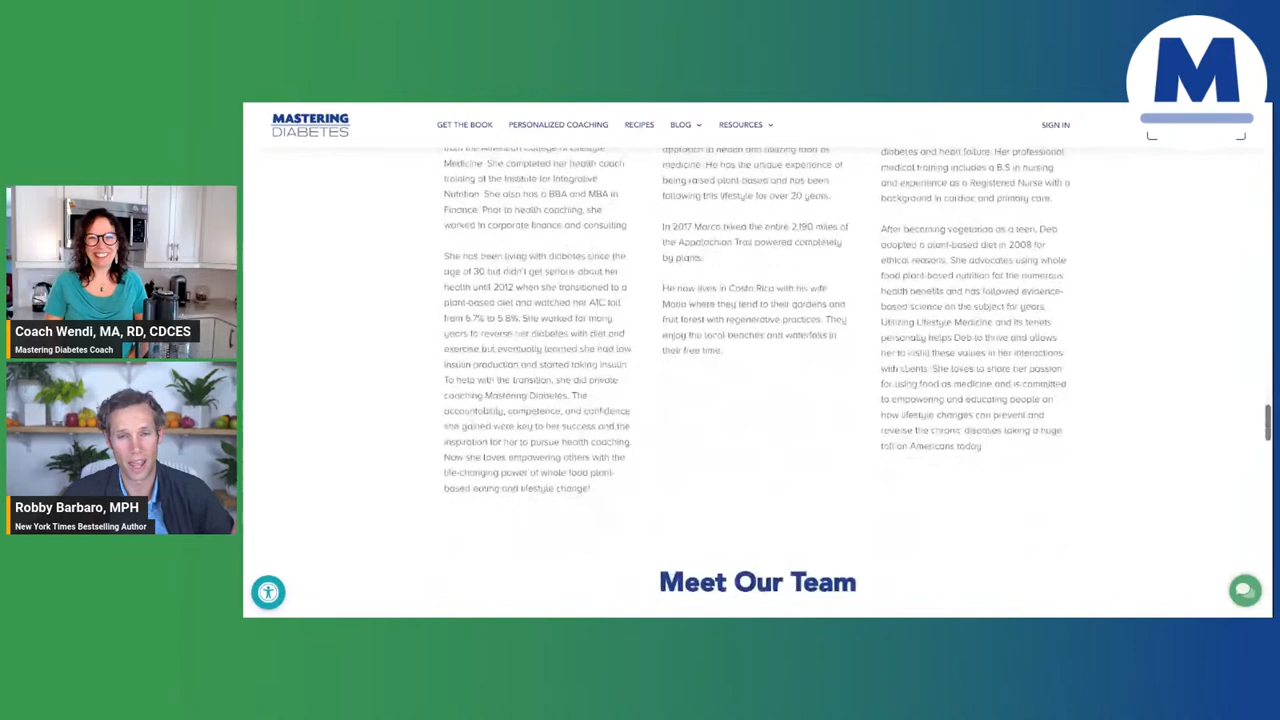 M
MASTERING
DIABETES
GET THE BOOK
PERSONALIZED COACHING
RECIPES
BLOG
RESOURCES
SIGN IN
from the American College of Lifestyle
Medicine. She completed her health coach
training at the Institute for Integrative
Nutrition. She also has a BBA and MBA in
Finance. Prior to health coaching, she
worked in corporate finance and consulting
She has been living with diabetes since the
age of 30 but didn't get serious about her
health until 2012 when she transitioned to a
plant-based diet and watched her A1C fall
from 6.7% to 5.8%. She worked for many
years to reverse her diabetes with diet and
exercise but eventually learned she had low
insulin production and started taking insulin
To help with the transition, she did private
coaching Mastering Diabetes. The
accountability, competence, and confidence
she gained were key to her success and the
inspiration for her to pursue health coaching
Now she loves empowering others with the
life-changing power of whole food plant-
based eating and lifestyle change!
approach to health and utilizing food as
medicine. He has the unique experience of
being raised plant-based and has been
following this lifestyle for over 20 years.
In 2017 Marco hiked the entire 2,190 miles of
the Appalachian Trail powered completely
by plants.
He now lives in Costa Rica with his wife
Maria where they tend to their gardens and
fruit forest with regenerative practices. They
enjoy the local beaches and waterfalls in
their free time.
diabetes and heart failure. Her professional
medical training includes a B.S in nursing
and experience as a Registered Nurse with a
background in cardiac and primary care.
After becoming vegetarian as a teen, Deb
adopted a plant-based diet in 2008 for
ethical reasons. She advocates using whole
food plant-based nutrition for the numerous
health benefits and has followed evidence-
based science on the subject for years.
Utilizing Lifestyle Medicine and its tenets
personally helps Deb to thrive and allows
her to instill these values in her interactions
with clients. She loves to share her passion
for using food as medicine and is committed
to empowering and educating people on
how lifestyle changes can prevent and
reverse the chronic diseases taking a huge
toll on Americans today
Meet Our Team
Coach Wendi, MA, RD, CDCES
Mastering Diabetes Coach
Robby Barbaro, MPH
New York Times Bestselling Author